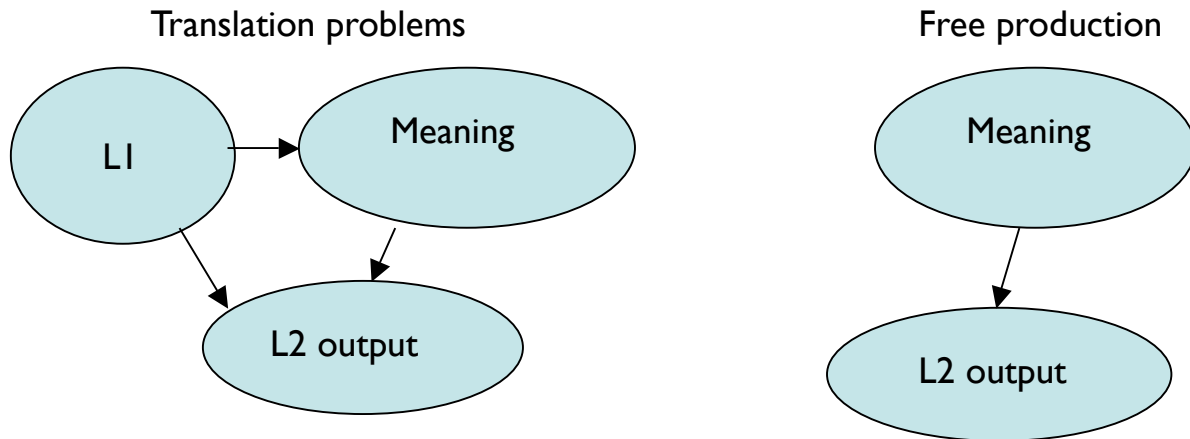 Translation problems
Free production
L1
Meaning
Meaning
L2 output
L2 output